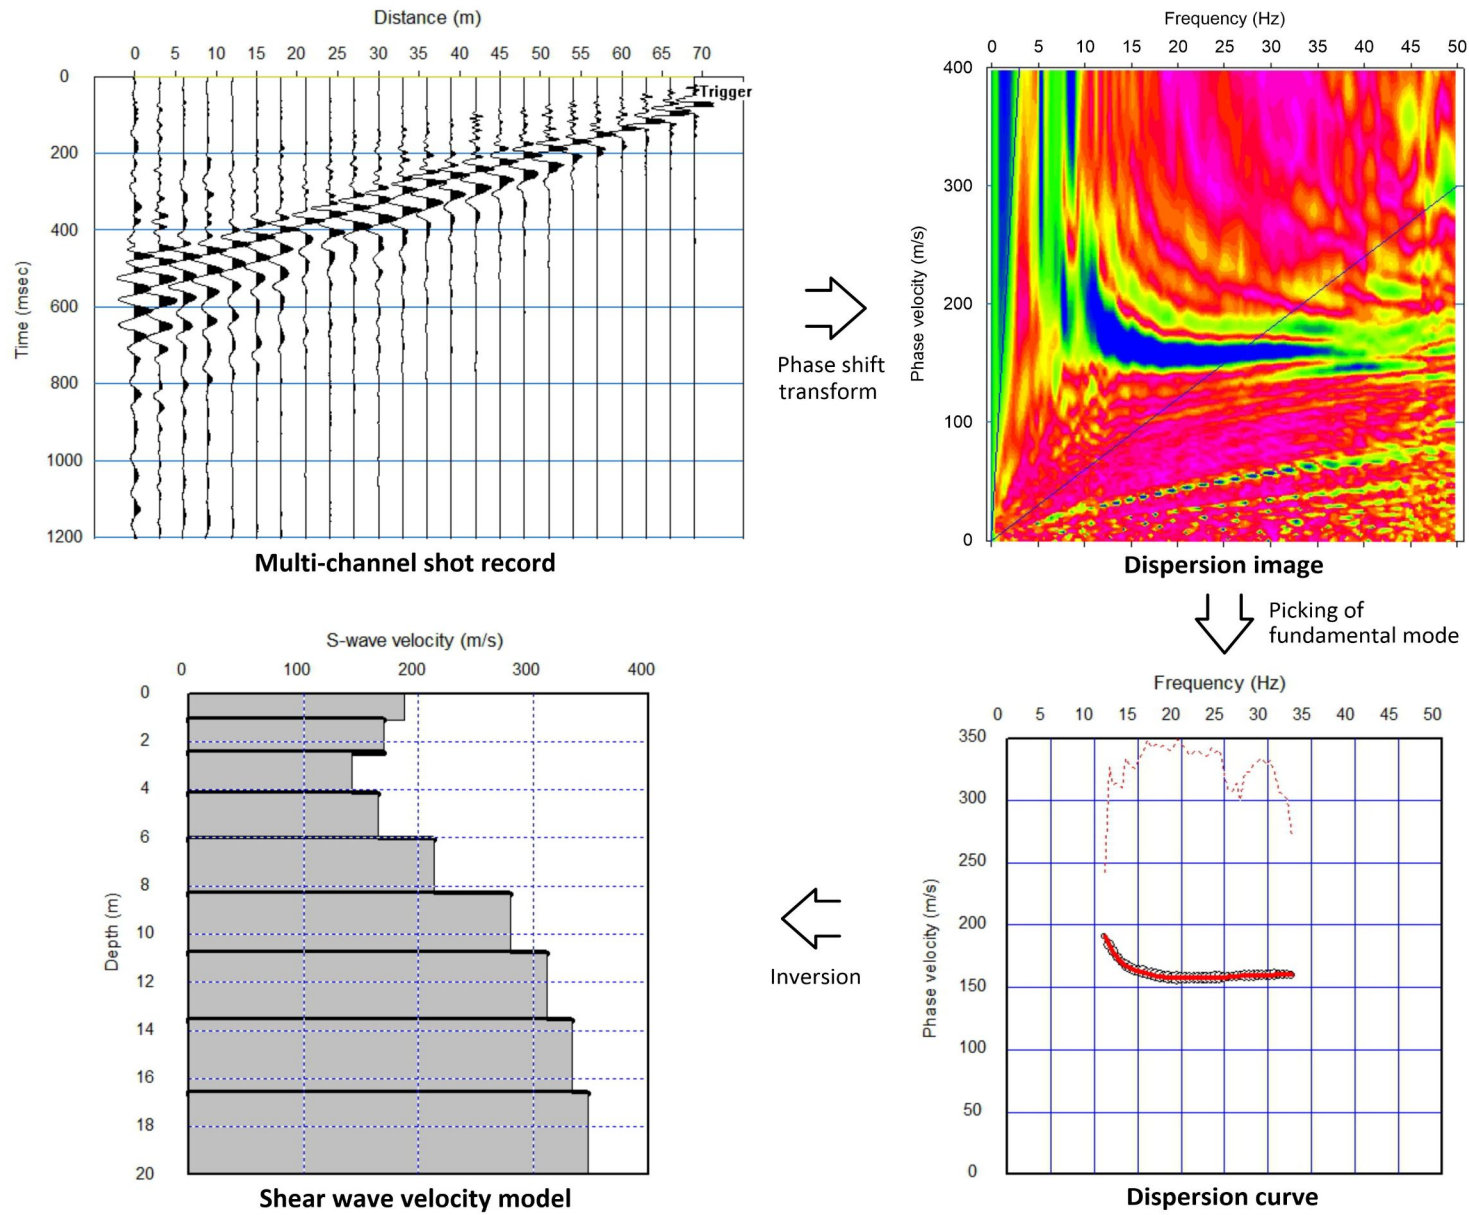 Distance (m)
0 5 10 15 20 25 30 35 40 45 50 55 60 65 70
Time (msec)
0
200
400
600
800
1000
1200
Trigger
Multi-channel shot record
Phase shift
transform
Frequency (Hz)
0 5 10 15 20 25 30 35 40 45 50
Phase velocity (m/s)
400
300
200
100
0
Dispersion image
Picking of
fundamental mode
Frequency (Hz)
0 5 10 15 20 25 30 35 40 45 50
Phase velocity (m/s)
350
300
250
200
150
100
50
0
Dispersion curve
Inversion
S-wave velocity (m/s)
0 100 200 300 400
Depth (m)
0
2
4
6
8
10
12
14
16
18
20
Shear wave velocity model